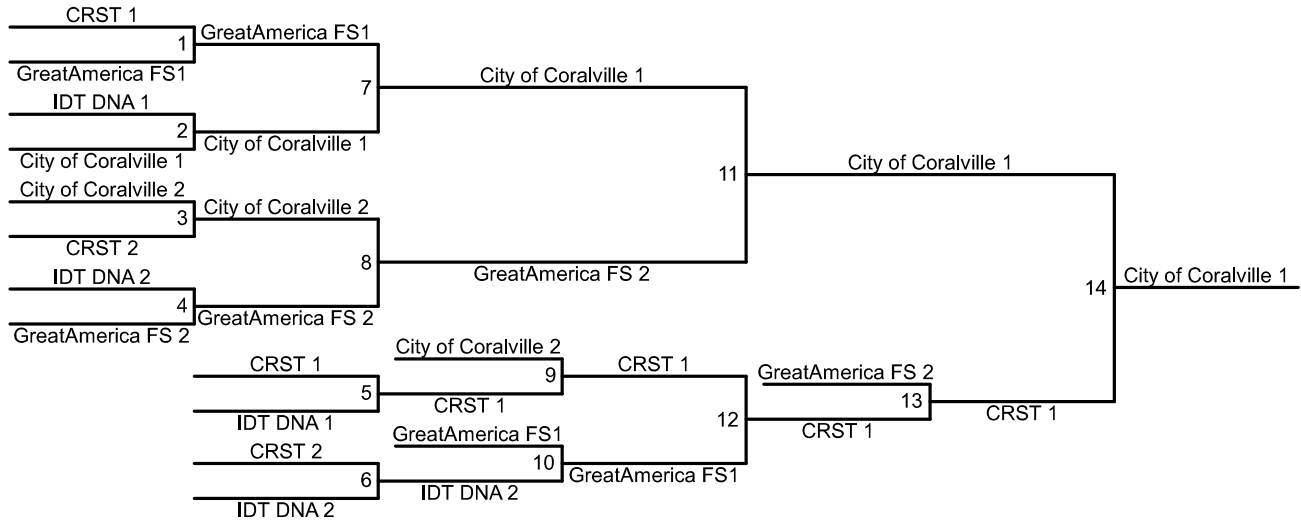 CRST 1
1
GreatAmerica FS1
GreatAmerica FS1
7
IDT DNA 1
2
City of Coralville 1
City of Coralville 1
City of Coralville 1
City of Coralville 2
3
CRST 2
City of Coralville 2
8
IDT DNA 2
4
GreatAmerica FS 2
GreatAmerica FS 2
GreatAmerica FS 2
11
City of Coralville 1
14
City of Coralville 1
CRST 1
5
IDT DNA 1
City of Coralville 2
9
CRST 1
CRST 1
12
CRST 2
6
IDT DNA 2
GreatAmerica FS1
10
IDT DNA 2
GreatAmerica FS1
GreatAmerica FS 2
13
CRST 1
CRST 1